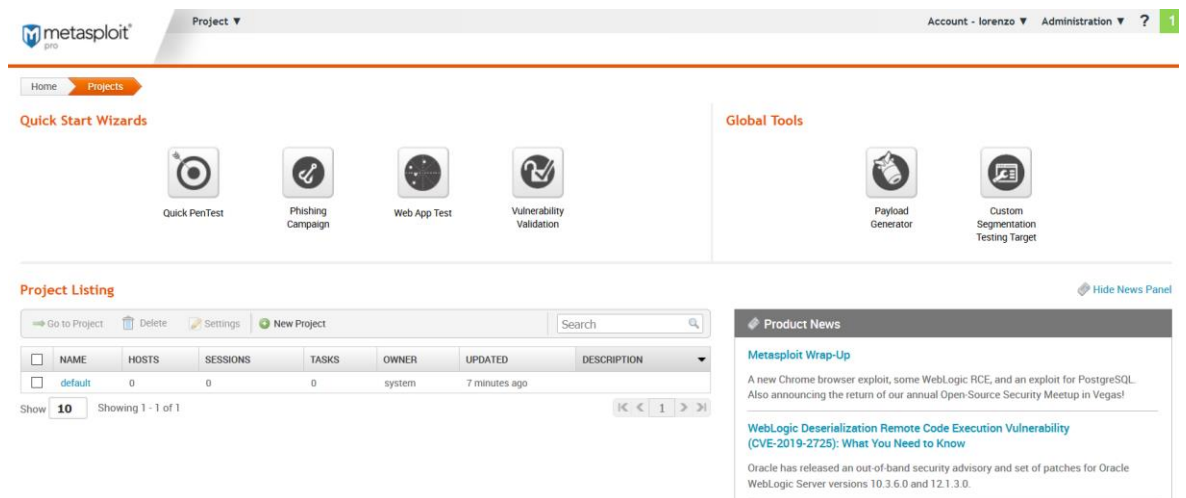 metasploit®
pro
Project ▼
Account - lorenzo ▼ Administration ▼ ? 1
Home Projects
Quick Start Wizards
Quick PenTest
Phishing
Campaign
Web App Test
Vulnerability
Validation
Global Tools
Payload
Generator
Custom
Segmentation
Testing Target
Project Listing
Hide News Panel
Go to Project Delete Settings New Project Search
NAME HOSTS SESSIONS TASKS OWNER UPDATED DESCRIPTION
default 0 0 0 system 7 minutes ago
Show 10 Showing 1 - 1 of 1 1
Product News
Metasploit Wrap-Up
A new Chrome browser exploit, some WebLogic RCE, and an exploit for PostgreSQL.
Also announcing the return of our annual Open-Source Security Meetup in Vegas!
WebLogic Deserialization Remote Code Execution Vulnerability
(CVE-2019-2725): What You Need to Know
Oracle has released an out-of-band security advisory and set of patches for Oracle
WebLogic Server versions 10.3.6.0 and 12.1.3.0.